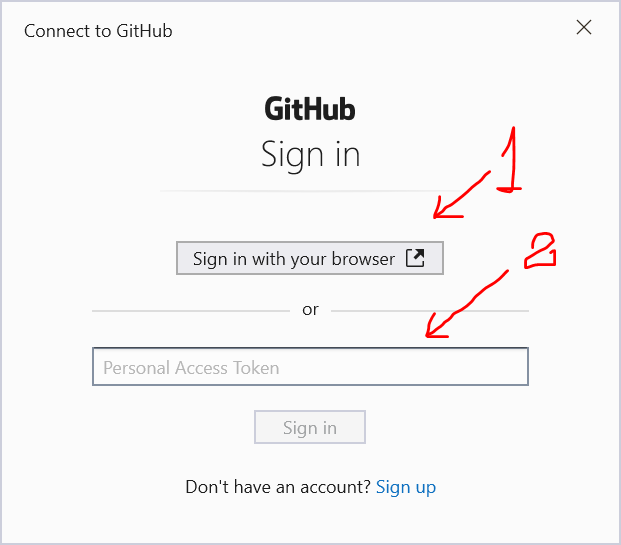 Connect to GitHub
GitHub
Sign in
1
Sign in with your browser
2
or
Personal Access Token
Sign in
Don't have an account? Sign up